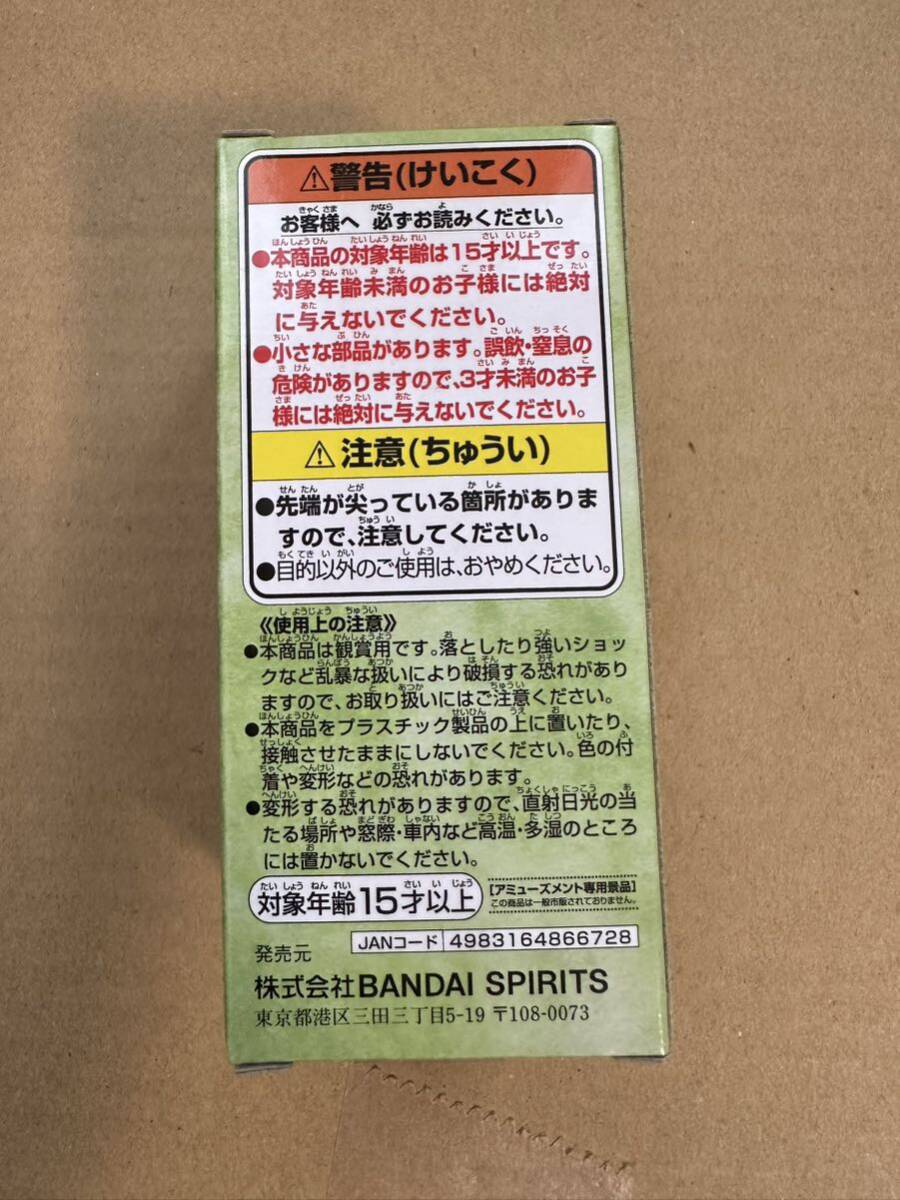 ⚠警告(けいこく)
お客様へ 必ずお読みください。
●本商品の対象年齢は15才以上です。
対象年齢未満のお子様には絶対
に与えないでください。
●小さな部品があります。誤飲・窒息の
危険がありますので、3才未満のお子
様には絶対に与えないでください。
⚠注意(ちゅうい)
●先端が尖っている箇所がありま
すので、注意してください。
●目的以外のご使用は、おやめください。
《使用上の注意》
●本商品は観賞用です。落としたり強いショッ
クなど乱暴な扱いにより破損する恐れがあり
ますので、お取り扱いにはご注意ください。
●本商品をプラスチック製品の上に置いたり、
接触させたままにしないでください。色の付
着や変形などの恐れがあります。
●変形する恐れがありますので、直射日光の当
たる場所や窓際・車内など高温・多湿のところ
には置かないでください。
対象年齢15才以上
[アミューズメント専用景品]
この商品は一般市販されておりません。
JANコード 4983164866728
発売元
株式会社BANDAI SPIRITS
東京都港区三田三丁目5-19 〒108-0073